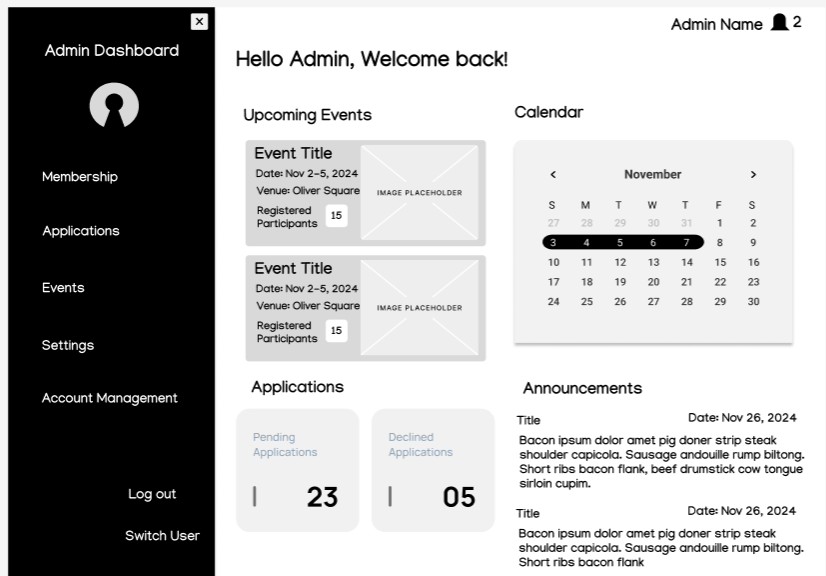 Admin Dashboard
Membership
Applications
Events
Settings
Account Management
Log out
Switch User
Admin Name 2
Hello Admin, Welcome back!
Upcoming Events
Event Title
Date: Nov 2-5, 2024
Venue: Oliver Square
Registered
Participants 15
IMAGE PLACEHOLDER
Event Title
Date: Nov 2-5, 2024
Venue: Oliver Square
Registered
Participants 15
IMAGE PLACEHOLDER
Calendar
< November >
S M T W T F S
27 28 29 30 31 1 2
3 4 5 6 7 8 9
10 11 12 13 14 15 16
17 18 19 20 21 22 23
24 25 26 27 28 29 30
Applications
Pending
Applications
23
Declined
Applications
05
Announcements
Title Date: Nov 26, 2024
Bacon ipsum dolor amet pig doner strip steak
shoulder capicola. Sausage andouille rump biltong.
Short ribs bacon flank, beef drumstick cow tongue
sirloin cupim.
Title Date: Nov 26, 2024
Bacon ipsum dolor amet pig doner strip steak
shoulder capicola. Sausage andouille rump biltong.
Short ribs bacon flank